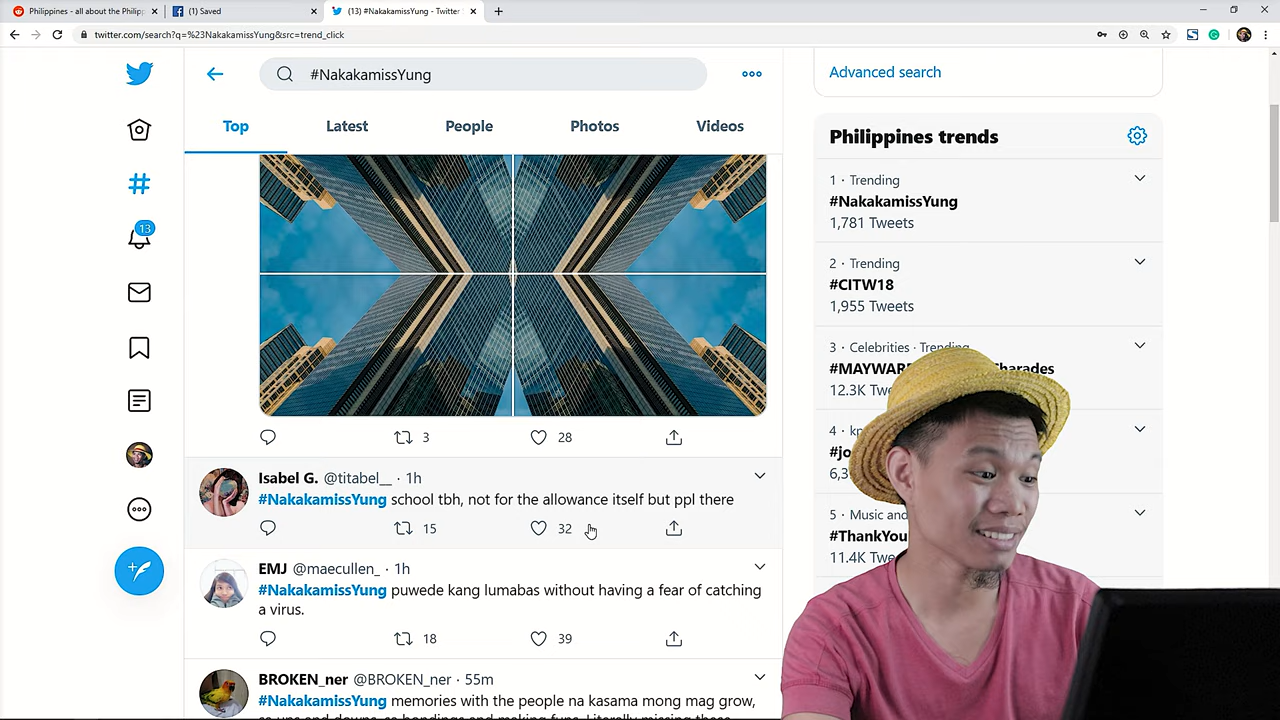 Philippines - all about the Philipp
(1) Saved
(13) #NakakamissYung - Twitter
twitter.com/search?q=%23NakakamissYung&src=trend_click
#NakakamissYung
Top Latest People Photos Videos
3 28
Isabel G. @titabel__ · 1h
#NakakamissYung school tbh, not for the allowance itself but ppl there
15 32
EMJ @maecullen_ · 1h
#NakakamissYung puwede kang lumabas without having a fear of catching
a virus.
18 39
BROKEN_ner @BROKEN_ner · 55m
#NakakamissYung memories with the people na kasama mong mag grow,
13
Advanced search
Philippines trends
1 · Trending
#NakakamissYung
1,781 Tweets
2 · Trending
#CITW18
1,955 Tweets
3 · Celebrities · Trending
#MAYWAR harades
12.3K Twe
4 · kp
#jo
6,3
5 · Music and
#ThankYou
11.4K Twe